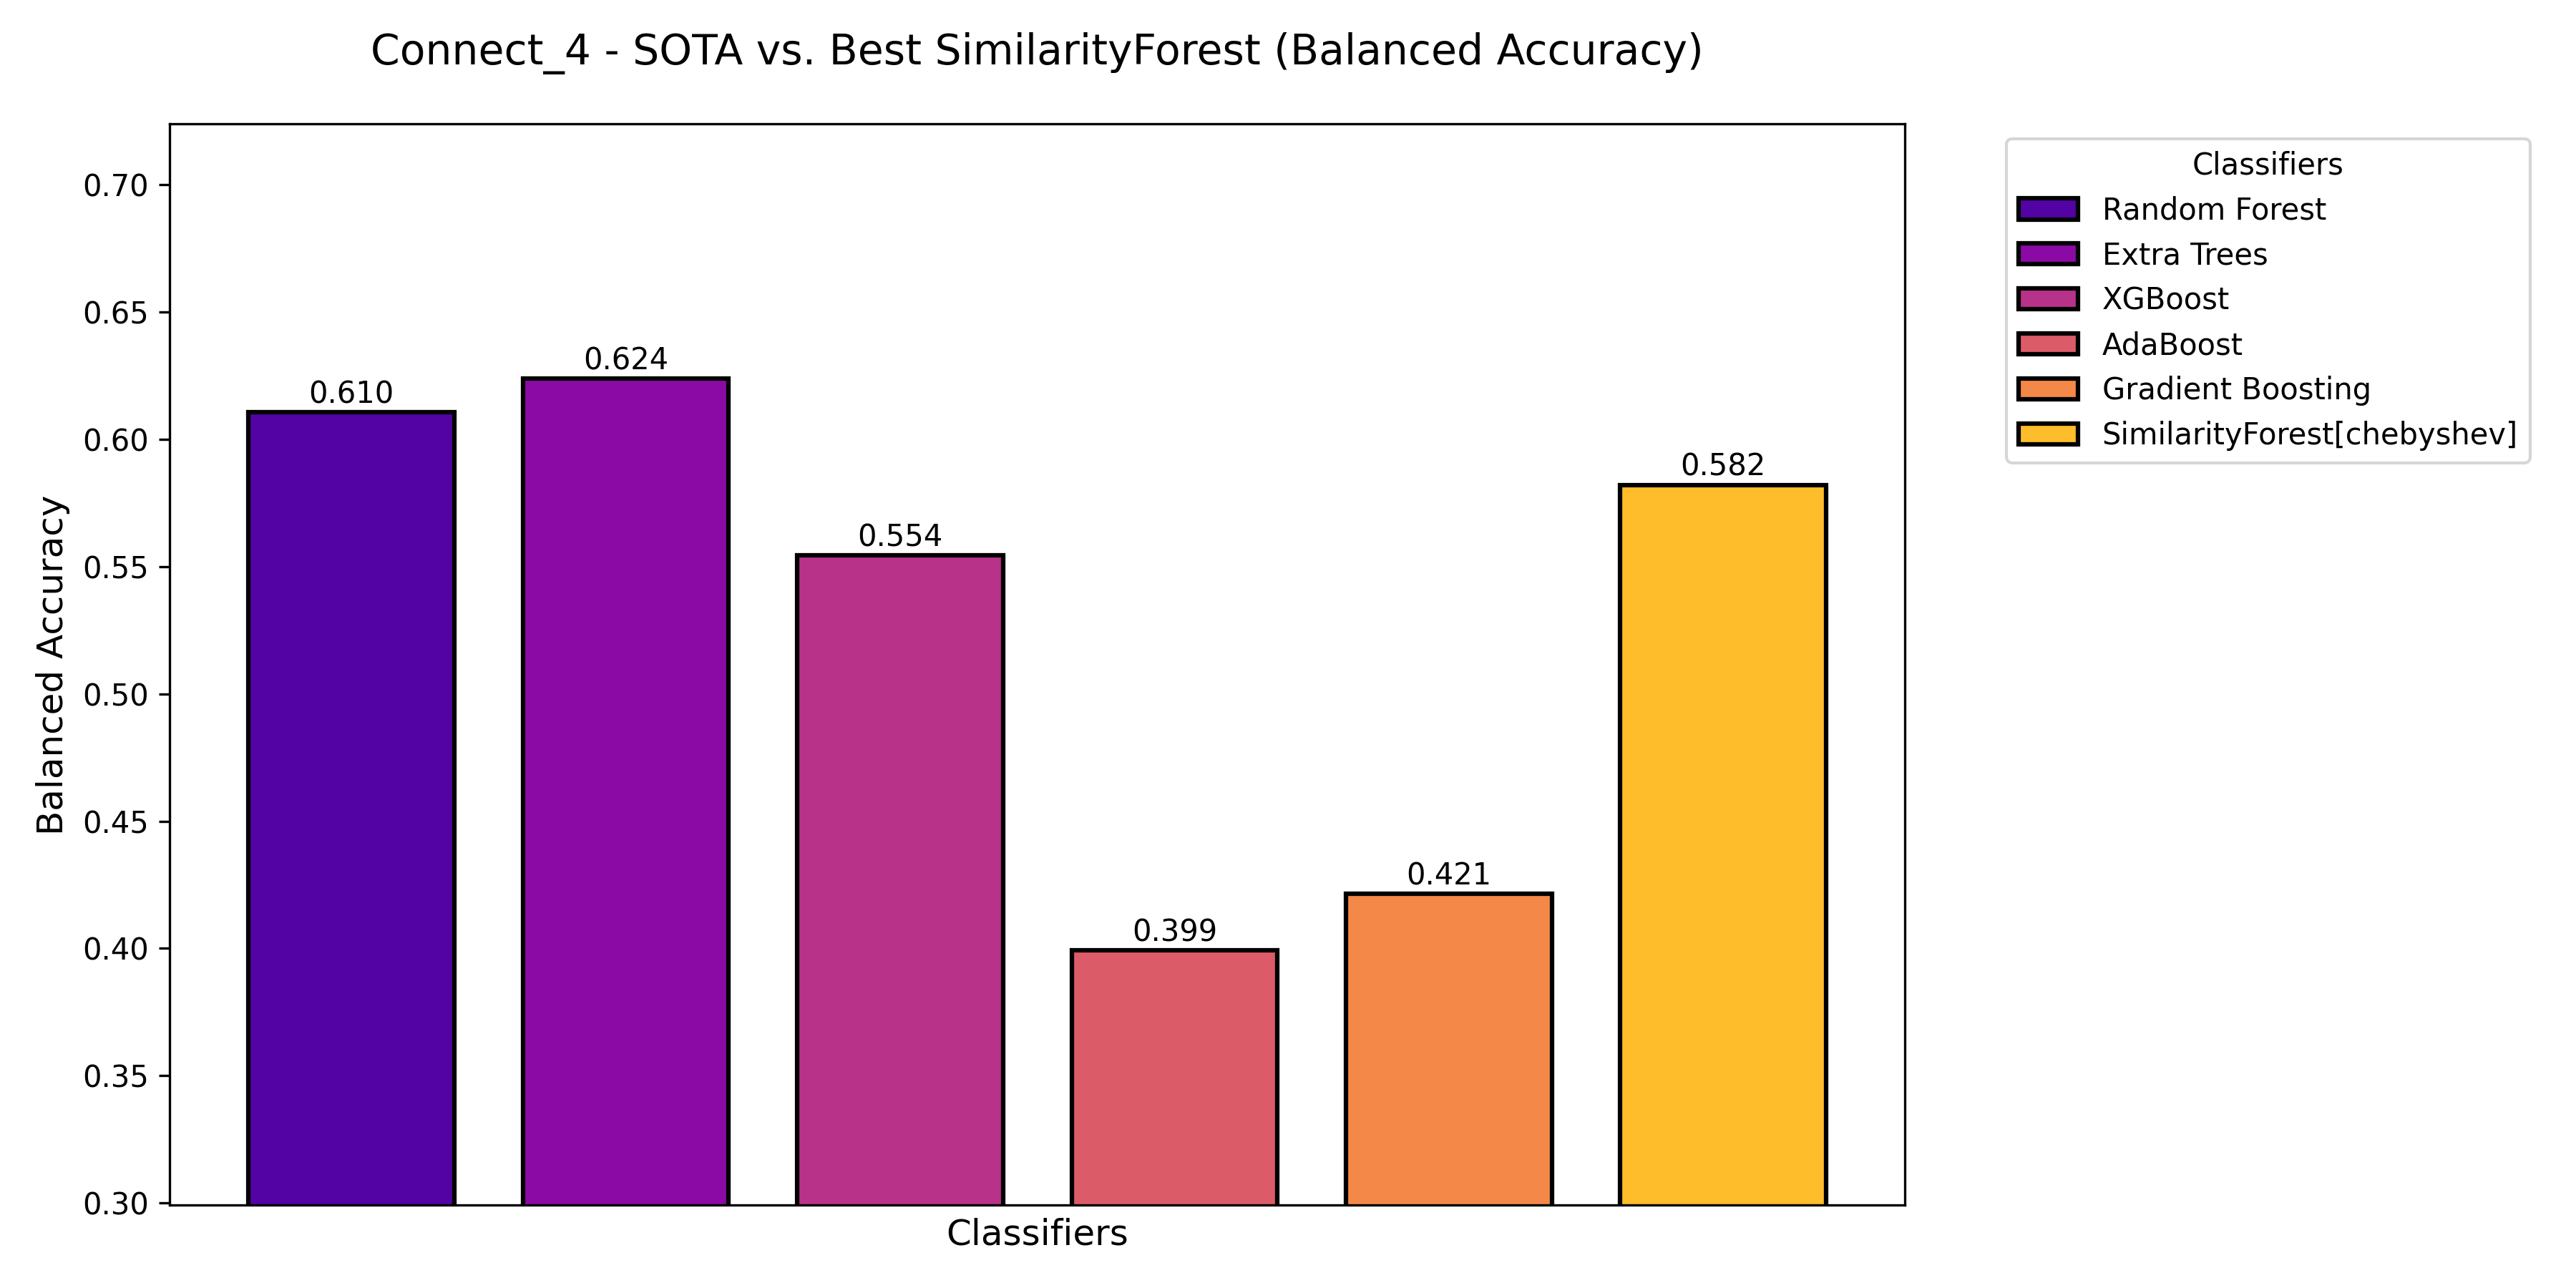 Connect_4 - SOTA vs. Best SimilarityForest (Balanced Accuracy)
Balanced Accuracy
0.70
0.65
0.60
0.55
0.50
0.45
0.40
0.35
0.30
0.610
0.624
0.554
0.399
0.421
0.582
Classifiers
Classifiers
Random Forest
Extra Trees
XGBoost
AdaBoost
Gradient Boosting
SimilarityForest[chebyshev]